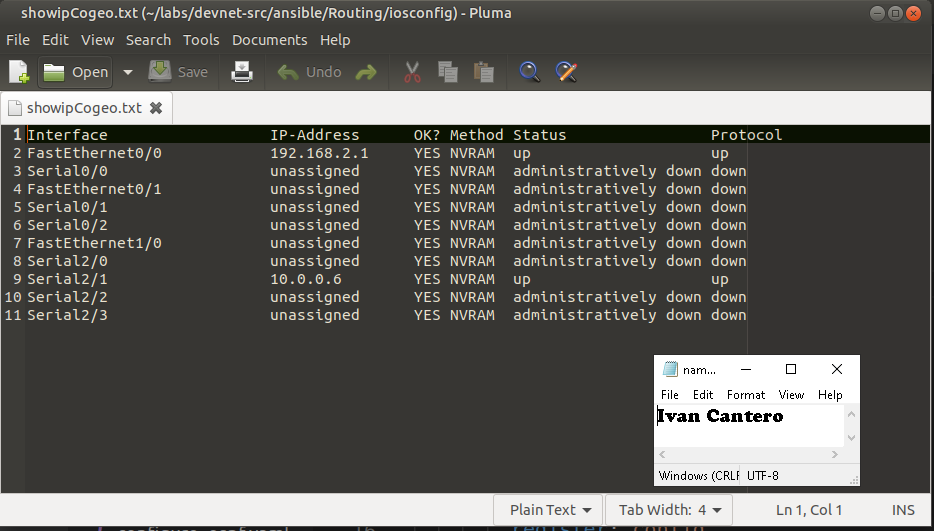 showipCogeo.txt (~/labs/devnet-src/ansible/Routing/iosconfig) - Pluma
File Edit View Search Tools Documents Help
Open Save Undo
showipCogeo.txt
1 Interface IP-Address OK? Method Status Protocol
2 FastEthernet0/0 192.168.2.1 YES NVRAM up up
3 Serial0/0 unassigned YES NVRAM administratively down down
4 FastEthernet0/1 unassigned YES NVRAM administratively down down
5 Serial0/1 unassigned YES NVRAM administratively down down
6 Serial0/2 unassigned YES NVRAM administratively down down
7 FastEthernet1/0 unassigned YES NVRAM administratively down down
8 Serial2/0 unassigned YES NVRAM administratively down down
9 Serial2/1 10.0.0.6 YES NVRAM up up
10 Serial2/2 unassigned YES NVRAM administratively down down
11 Serial2/3 unassigned YES NVRAM administratively down down
nam...
File Edit Format View Help
Ivan Cantero
Windows (CRLF UTF-8
Plain Text Tab Width: 4 Ln 1, Col 1 INS